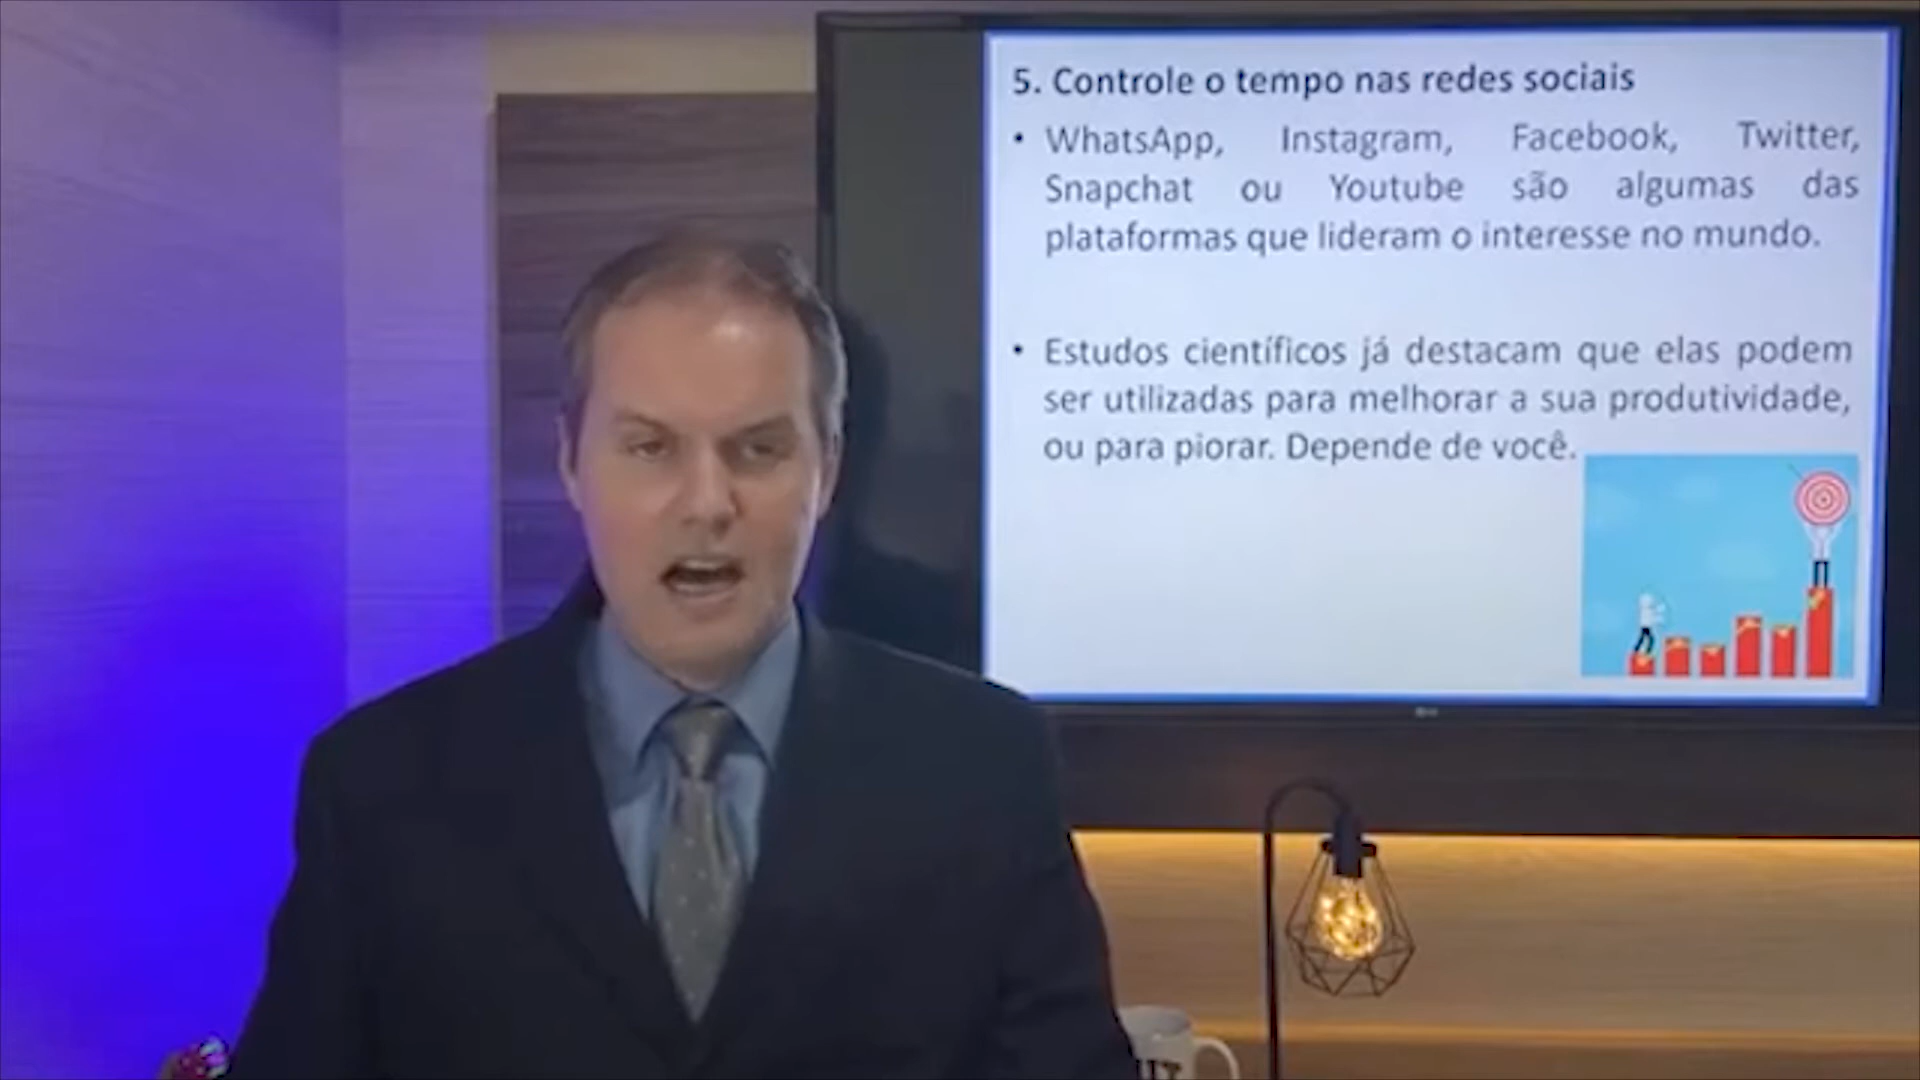 5. Controle o tempo nas redes sociais
• WhatsApp, Instagram, Facebook, Twitter,
Snapchat ou Youtube são algumas das
plataformas que lideram o interesse no mundo.
• Estudos científicos já destacam que elas podem
ser utilizadas para melhorar a sua produtividade,
ou para piorar. Depende de você.